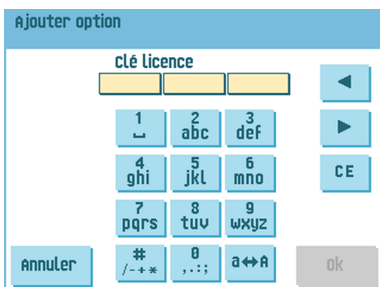 Ajouter option
Clé licence
◄
1 2 3
␣ abc def
►
4 5 6
ghi jkl mno
CE
7 8 9
pqrs tuv wxyz
# 0 a↔A
/-+* ,.:;
Annuler
ok